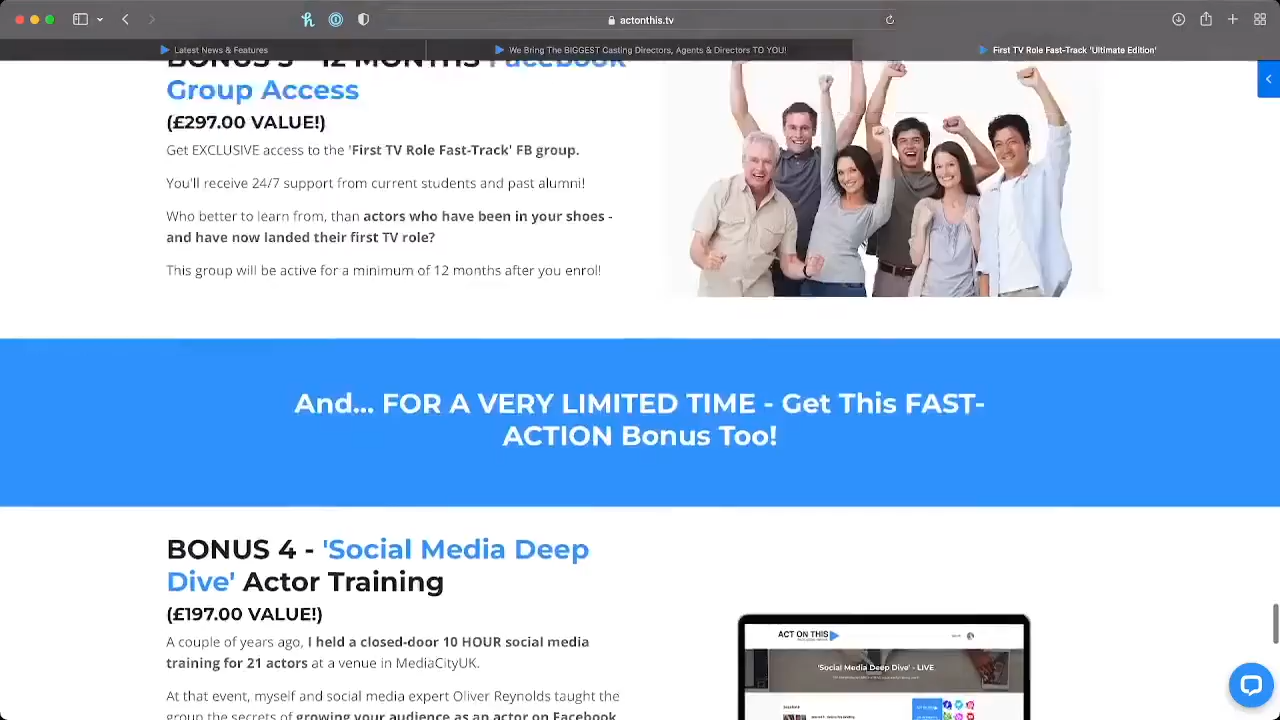 actonthis.tv
Latest News & Features
We Bring The BIGGEST Casting Directors, Agents & Directors TO YOU!
First TV Role Fast-Track 'Ultimate Edition'
BONUS 3 - 12 MONTHS Facebook
Group Access
(£297.00 VALUE!)
Get EXCLUSIVE access to the 'First TV Role Fast-Track' FB group.
You'll receive 24/7 support from current students and past alumni!
Who better to learn from, than actors who have been in your shoes -
and have now landed their first TV role?
This group will be active for a minimum of 12 months after you enrol!
And... FOR A VERY LIMITED TIME - Get This FAST-
ACTION Bonus Too!
BONUS 4 - 'Social Media Deep
Dive' Actor Training
(£197.00 VALUE!)
A couple of years ago, I held a closed-door 10 HOUR social media
training for 21 actors at a venue in MediaCityUK.
At this event, myself and social media expert Oliver Reynolds taught the
ACT ON THIS
'Social Media Deep Dive' - LIVE